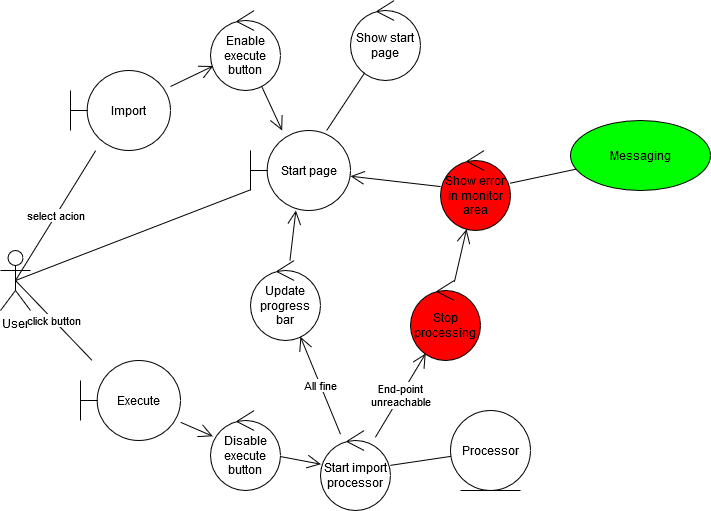 Enable
execute
button
Show start
page
Import
Start page
Messaging
Show error
in monitor
area
select acion
User
click button
Update
progress
bar
Stop
processing
All fine
End-point
unreachable
Execute
Disable
execute
button
Start import
processor
Processor